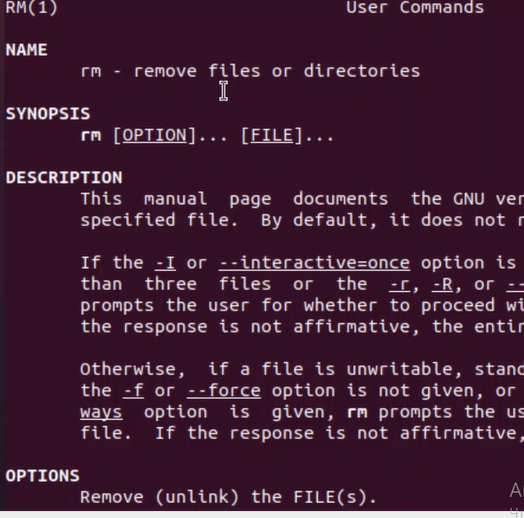 RM(1) User Commands
NAME
rm - remove files or directories
SYNOPSIS
rm [OPTION]... [FILE]...
DESCRIPTION
This manual page documents the GNU ver
specified file. By default, it does not r
If the -I or --interactive=once option is
than three files or the -r, -R, or --
prompts the user for whether to proceed wi
the response is not affirmative, the entir
Otherwise, if a file is unwritable, stand
the -f or --force option is not given, or
ways option is given, rm prompts the us
file. If the response is not affirmative,
OPTIONS
Remove (unlink) the FILE(s).